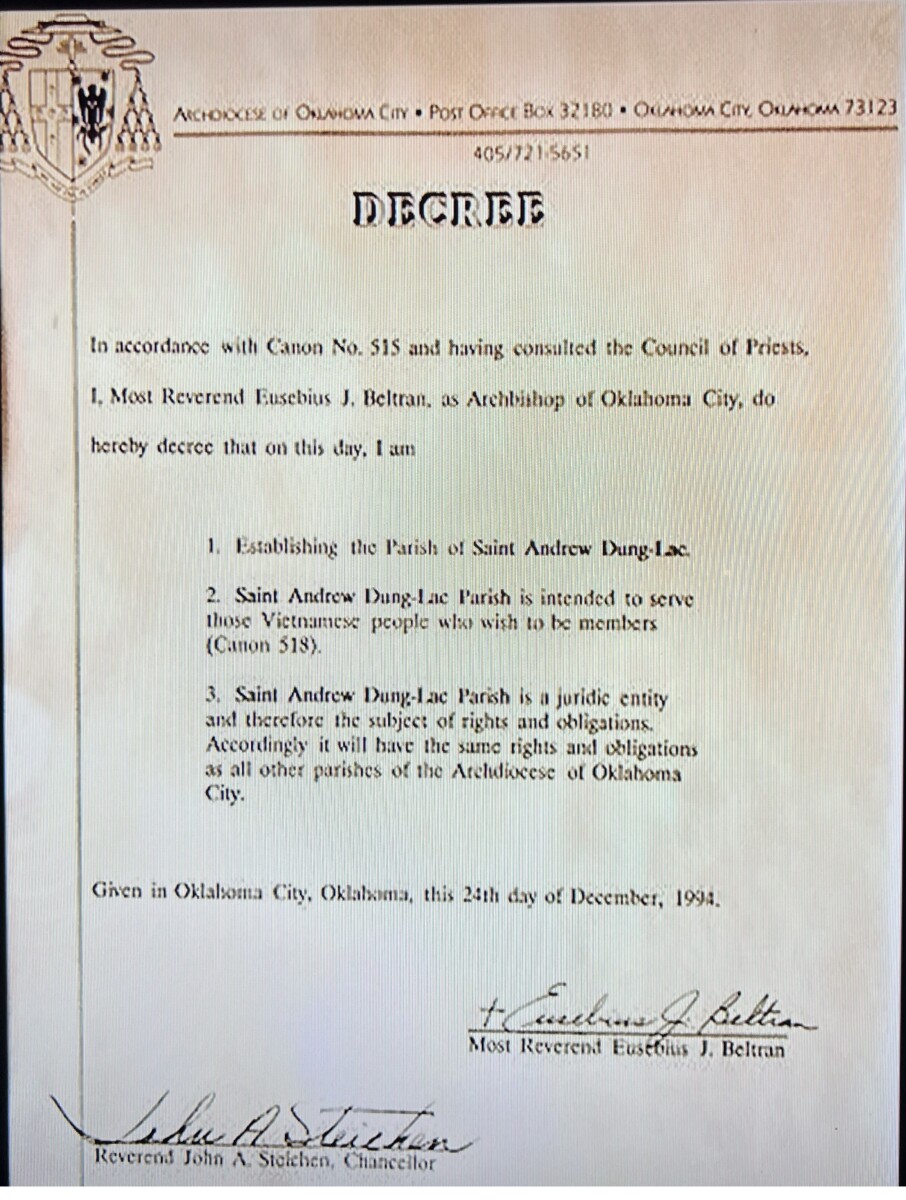 ARCHDIOCESE OF OKLAHOMA CITY • POST OFFICE BOX 32180 • OKLAHOMA CITY, OKLAHOMA 73123
405/721-5651
DECREE
In accordance with Canon No. 515 and having consulted the Council of Priests,
I, Most Reverend Eusebius J. Beltran, as Archbishop of Oklahoma City, do
hereby decree that on this day, I am
1. Establishing the Parish of Saint Andrew Dung-Lac.
2. Saint Andrew Dung-Lac Parish is intended to serve
those Vietnamese people who wish to be members
(Canon 518).
3. Saint Andrew Dung-Lac Parish is a juridic entity
and therefore the subject of rights and obligations.
Accordingly it will have the same rights and obligations
as all other parishes of the Archdiocese of Oklahoma
City.
Given in Oklahoma City, Oklahoma, this 24th day of December, 1994.
+ Eusebius J. Beltran
Most Reverend Eusebius J. Beltran
John A Steichen
Reverend John A. Steichen, Chancellor